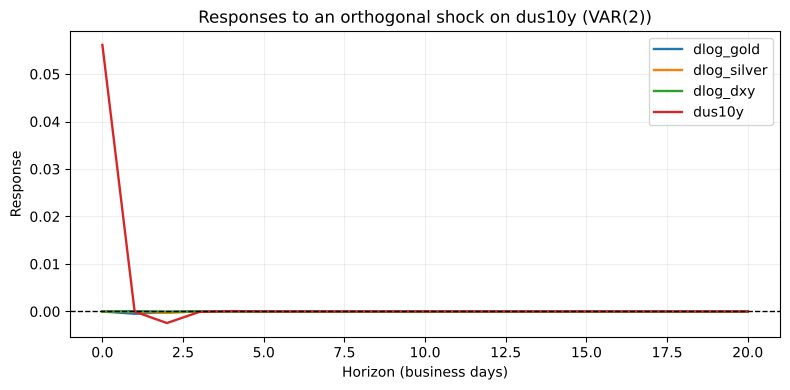 Responses to an orthogonal shock on dus10y (VAR(2))
dlog_gold
dlog_silver
dlog_dxy
dus10y
Response
0.05
0.04
0.03
0.02
0.01
0.00
0.0 2.5 5.0 7.5 10.0 12.5 15.0 17.5 20.0
Horizon (business days)